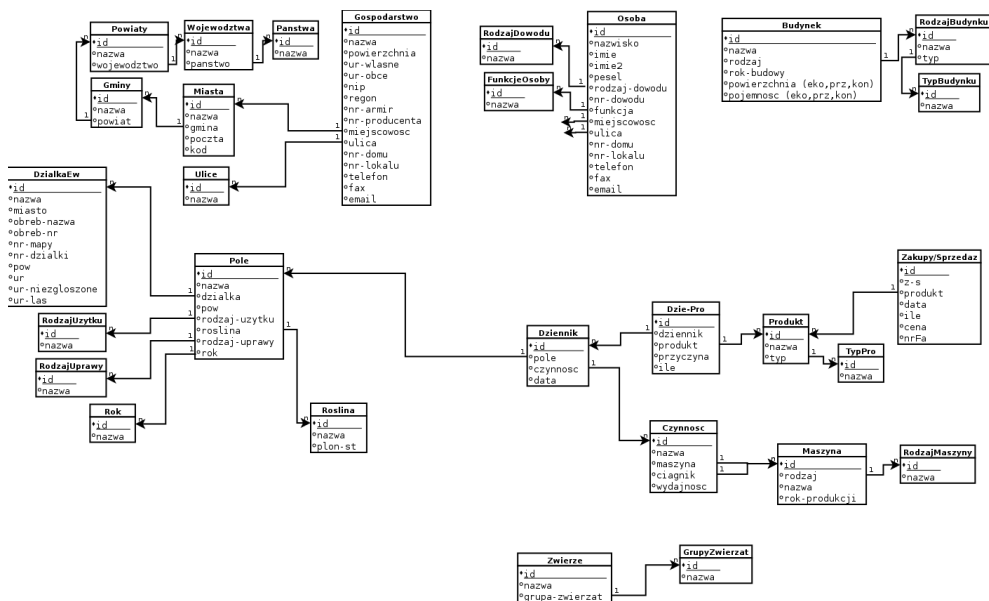 Powiaty
id
nazwa
wojewodztwo
Wojewodztwa
id
nazwa
panstwo
Panstwa
id
nazwa
Gminy
id
nazwa
powiat
Miasta
id
nazwa
gmina
poczta
kod
Ulice
id
nazwa
Gospodarstwo
id
nazwa
powierzchnia
ur-wlasne
ur-obce
nip
regon
nr-armir
nr-producenta
miejscowosc
ulica
nr-domu
nr-lokalu
telefon
fax
email
RodzajDowodu
id
nazwa
FunkcjeOsoby
id
nazwa
Osoba
id
nazwisko
imie
imie2
pesel
rodzaj-dowodu
nr-dowodu
funkcja
miejscowosc
ulica
nr-domu
nr-lokalu
telefon
fax
email
Budynek
id
nazwa
rodzaj
rok-budowy
powierzchnia (eko,prz,kon)
pojemnosc (eko,prz,kon)
RodzajBudynku
id
nazwa
typ
TypBudynku
id
nazwa
DzialkaEw
id
nazwa
miasto
obreb-nazwa
obreb-nr
nr-mapy
nr-dzialki
pow
ur
ur-niezgloszone
ur-las
Pole
id
nazwa
dzialka
pow
rodzaj-uzytku
roslina
rodzaj-uprawy
rok
RodzajUzytku
id
nazwa
RodzajUprawy
id
nazwa
Rok
id
nazwa
Roslina
id
nazwa
plon-st
Dziennik
id
pole
czynnosc
data
Dzie-Pro
id
dziennik
produkt
przyczyna
ile
Produkt
id
nazwa
typ
TypPro
id
nazwa
Zakupy/Sprzedaz
id
z-s
produkt
data
ile
cena
nrFa
Czynnosc
id
nazwa
maszyna
ciagnik
wydajnosc
Maszyna
id
rodzaj
nazwa
rok-produkcji
RodzajMaszyny
id
nazwa
Zwierze
id
nazwa
grupa-zwierzat
GrupyZwierzat
id
nazwa